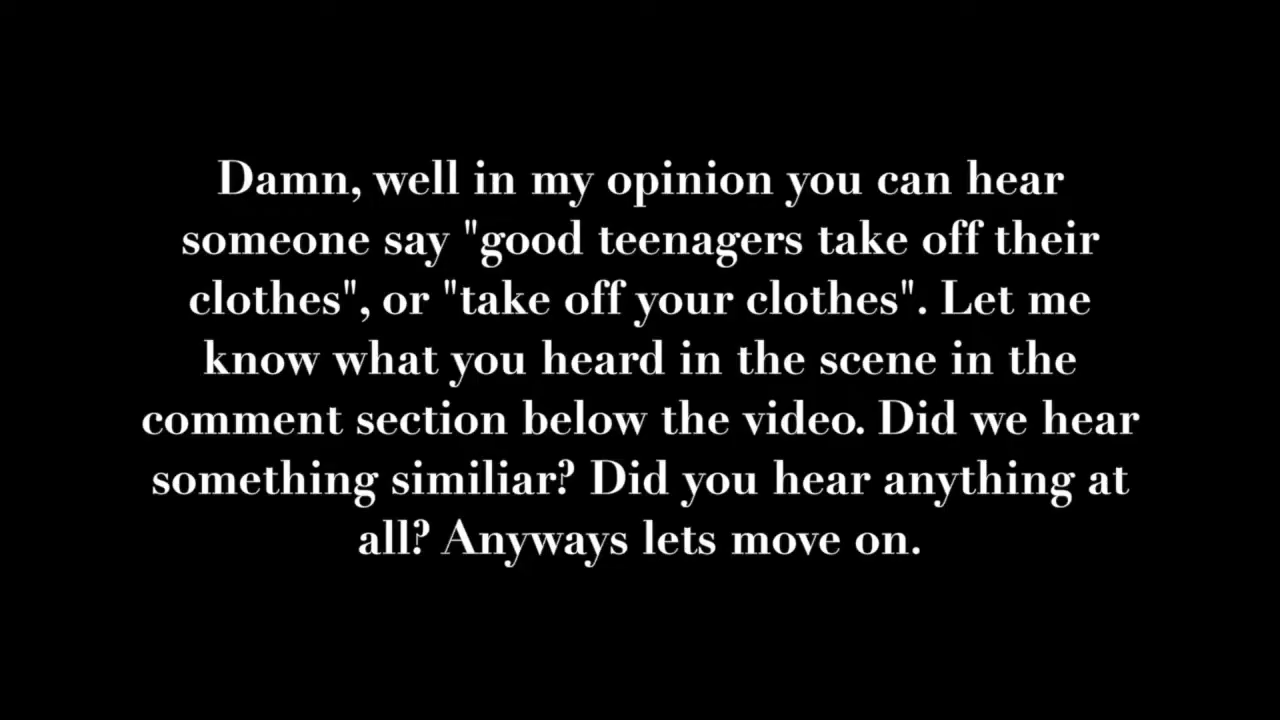 Damn, well in my opinion you can hear
someone say "good teenagers take off their
clothes", or "take off your clothes". Let me
know what you heard in the scene in the
comment section below the video. Did we hear
something similiar? Did you hear anything at
all? Anyways lets move on.